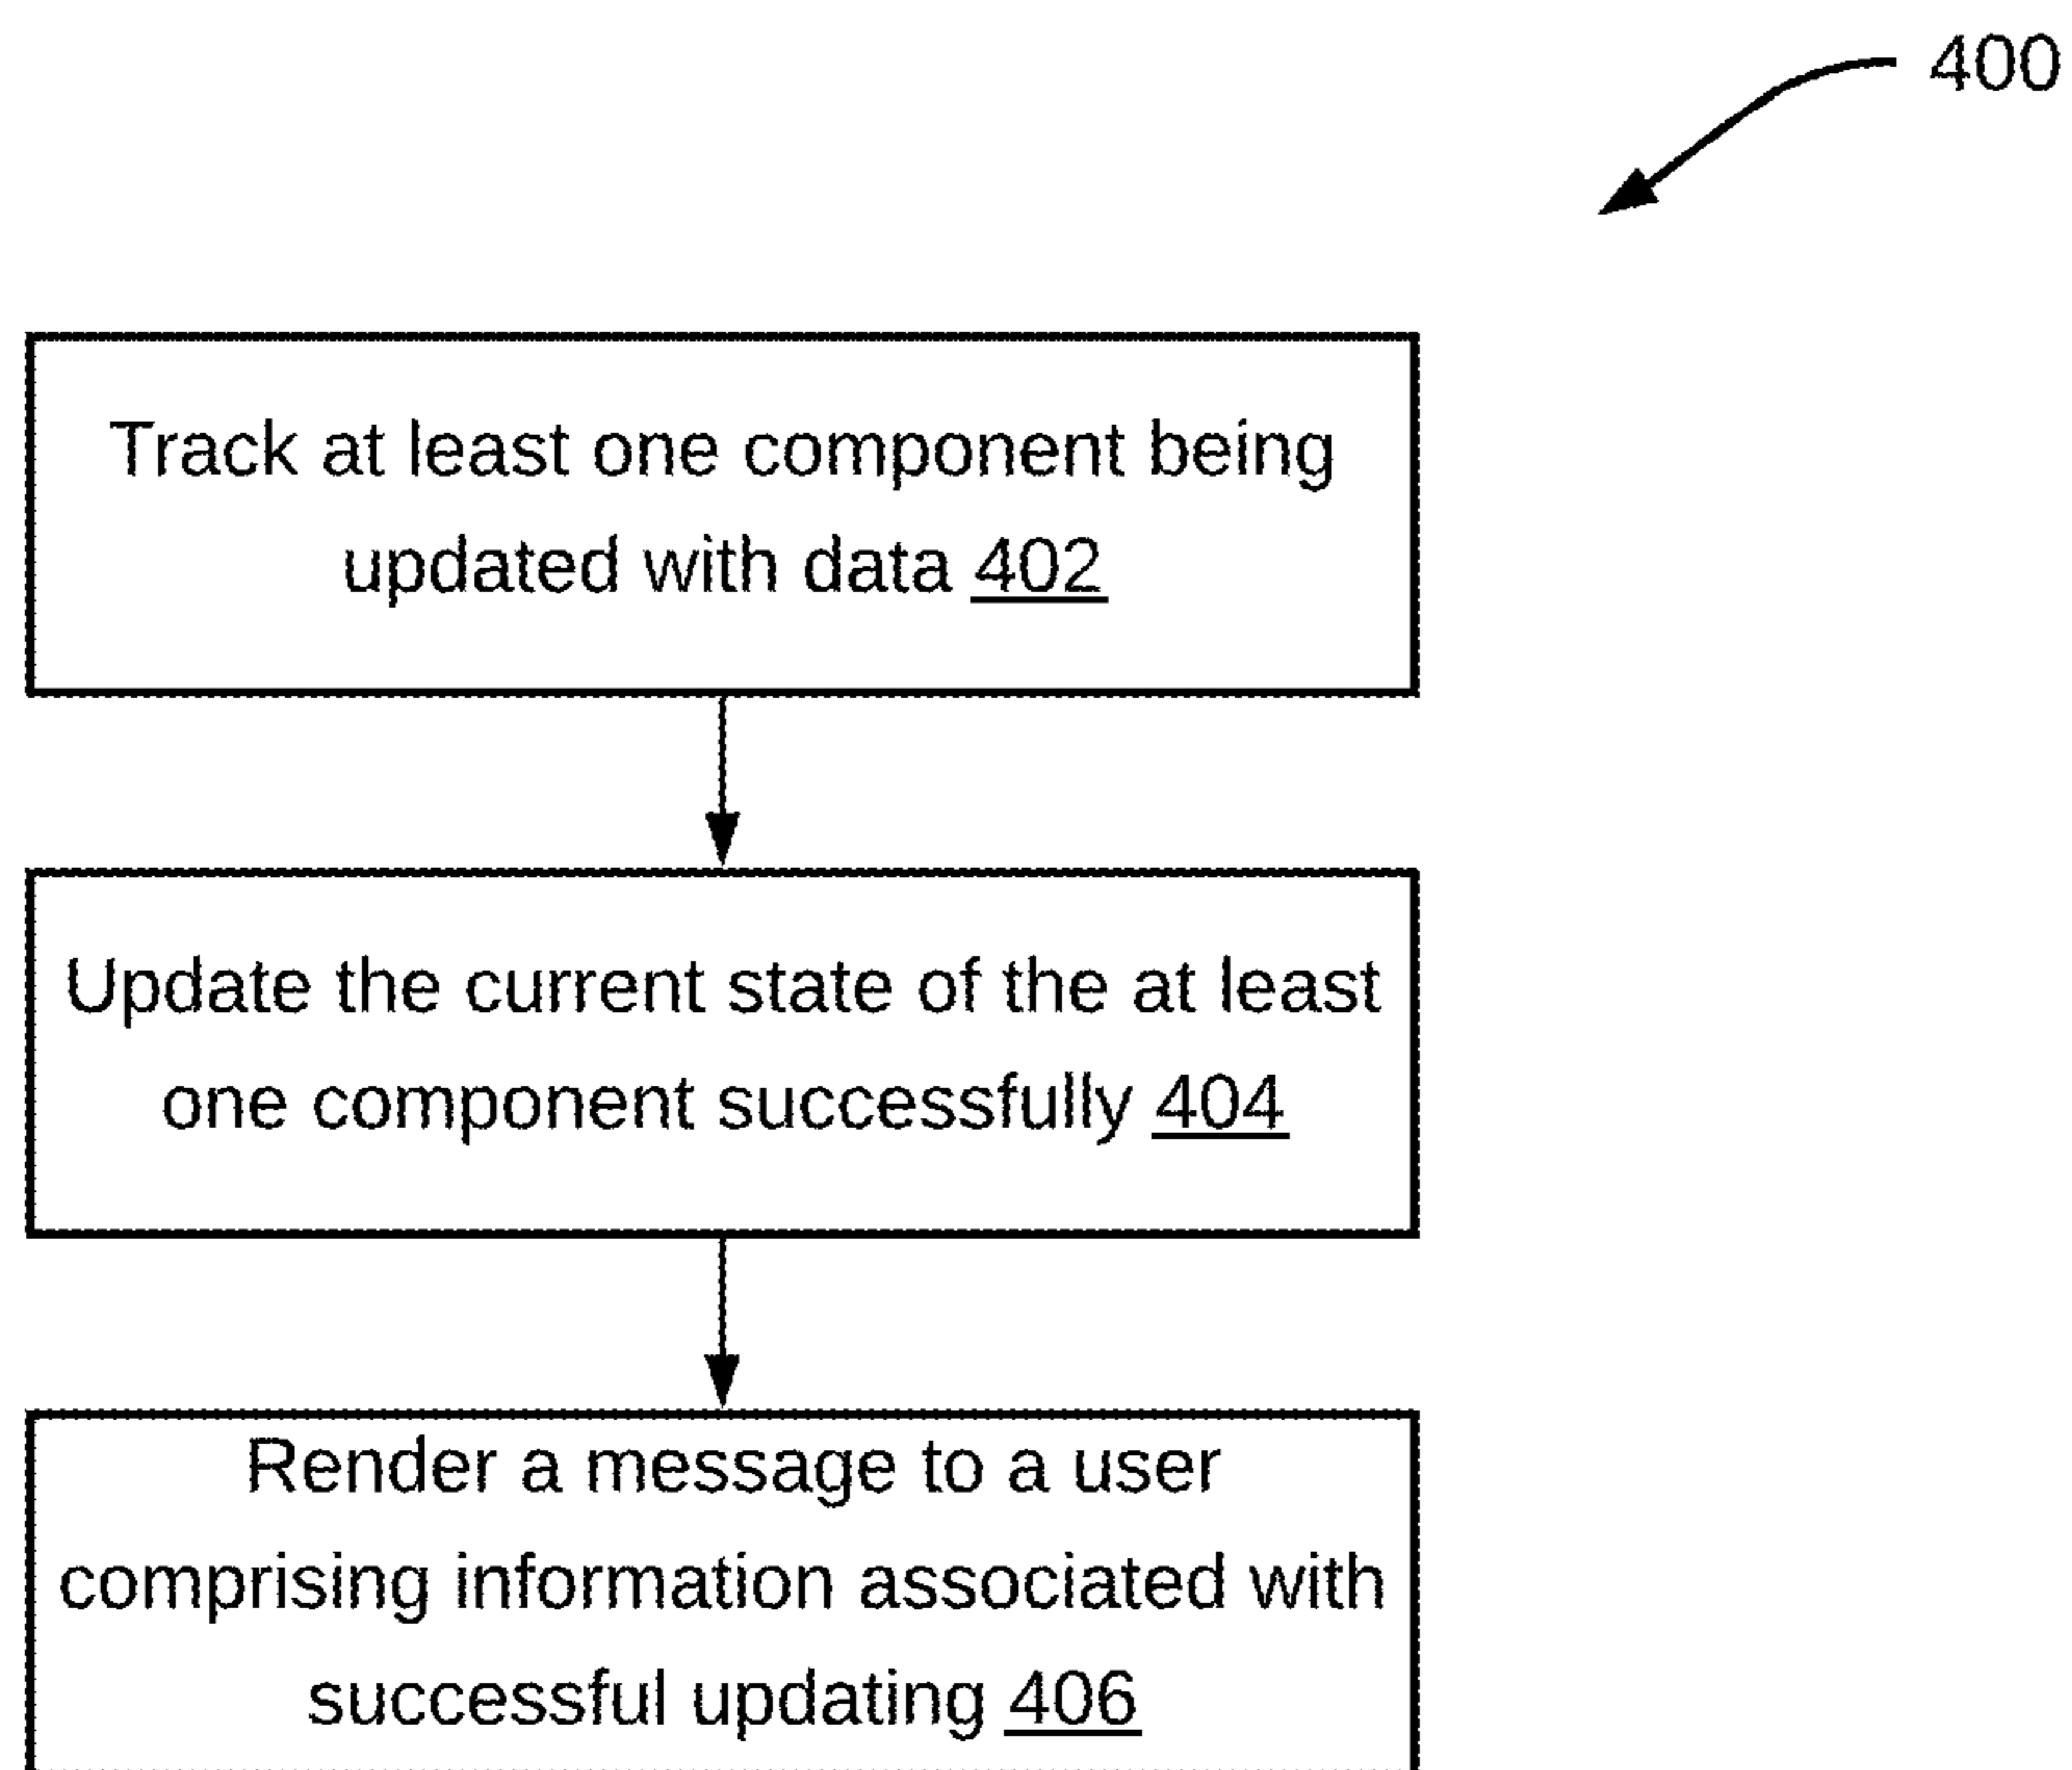 400
Track at least one component being
updated with data 402
Update the current state of the at least
one component successfully 404
Render a message to a user
comprising information associated with
successful updating 406